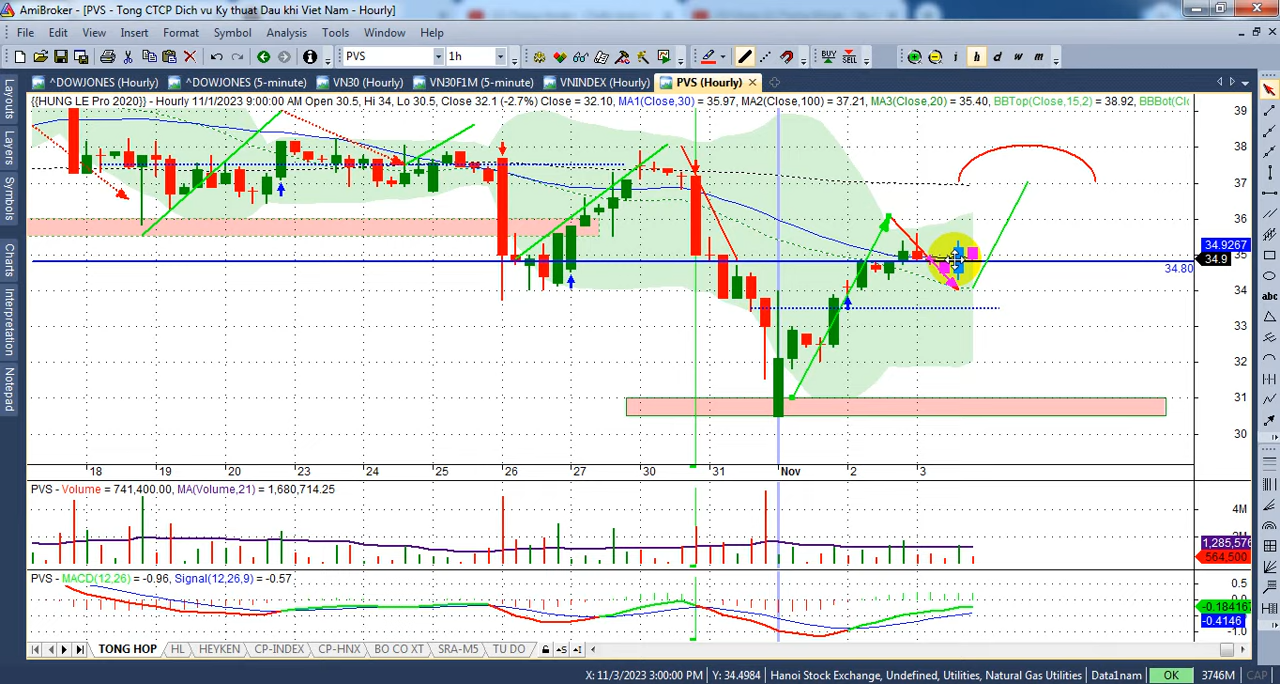 AmiBroker - [PVS - Tong CTCP Dich vu Ky thuat Dau khi Viet Nam - Hourly]
File Edit View Insert Format Symbol Analysis Tools Window Help
PVS 1h BUY SELL i h d w m
^DOWJONES (Hourly) ^DOWJONES (5-minute) VN30 (Hourly) VN30F1M (5-minute) VNINDEX (Hourly) PVS (Hourly)
Layouts
Layers
Symbols
Charts
Interpretation
Notepad
abc
{{HUNG LE Pro 2020}} - Hourly 11/1/2023 9:00:00 AM Open 30.5, Hi 34, Lo 30.5, Close 32.1 (-2.7%) Close = 32.10, MA1(Close,30) = 35.97, MA2(Close,100) = 37.21, MA3(Close,20) = 35.40, BBTop(Close,15,2) = 38.92, BBBot(Clo
39
38
37
36
34.9267
35
34.9
34.80
34
33
32
31
30
18 19 20 23 24 25 26 27 30 31 Nov 2 3
PVS - Volume = 741,400.00, MA(Volume,21) = 1,680,714.25
4M
1,285,576
564,500
PVS - MACD(12,26) = -0.96, Signal(12,26,9) = -0.57
0.5
0.0
-0.184167
-0.4146
-1.0
TONG HOP HL HEYKEN CP-INDEX CP-HNX BO CO XT SRA-M5 TU DO
X: 11/3/2023 3:00:00 PM Y: 34.4984 Hanoi Stock Exchange, Undefined, Utilities, Natural Gas Utilities Data1nam OK 3746M CAP